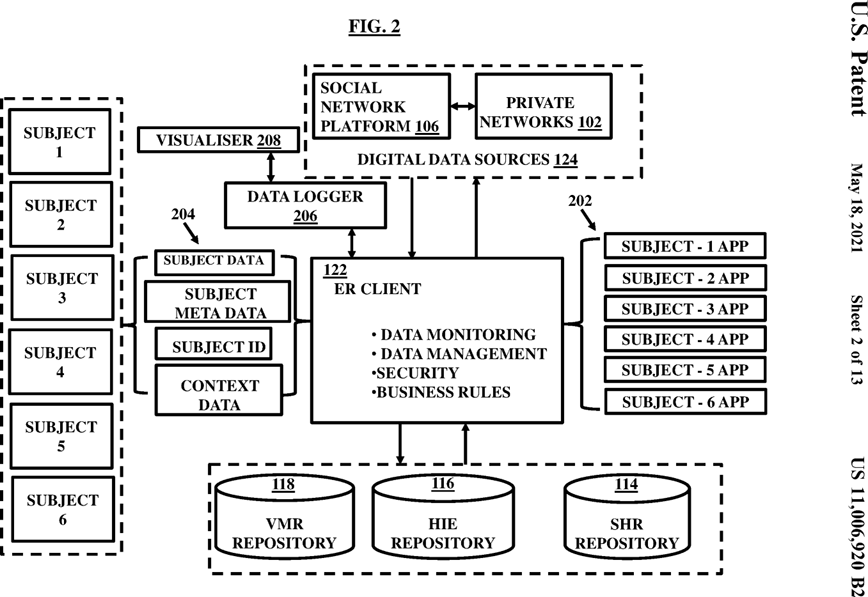 FIG. 2
SOCIAL
NETWORK
PLATFORM 106
PRIVATE
NETWORKS 102
DIGITAL DATA SOURCES 124
VISUALISER 208
DATA LOGGER
206
SUBJECT
1
SUBJECT
2
SUBJECT
3
SUBJECT
4
SUBJECT
5
SUBJECT
6
204
SUBJECT DATA
SUBJECT
META DATA
SUBJECT ID
CONTEXT
DATA
122
ER CLIENT
• DATA MONITORING
• DATA MANAGEMENT
•SECURITY
•BUSINESS RULES
202
SUBJECT - 1 APP
SUBJECT - 2 APP
SUBJECT - 3 APP
SUBJECT - 4 APP
SUBJECT - 5 APP
SUBJECT - 6 APP
118
VMR
REPOSITORY
116
HIE
REPOSITORY
114
SHR
REPOSITORY
U.S. Patent May 18, 2021 Sheet 2 of 13 US 11,006,920 B2